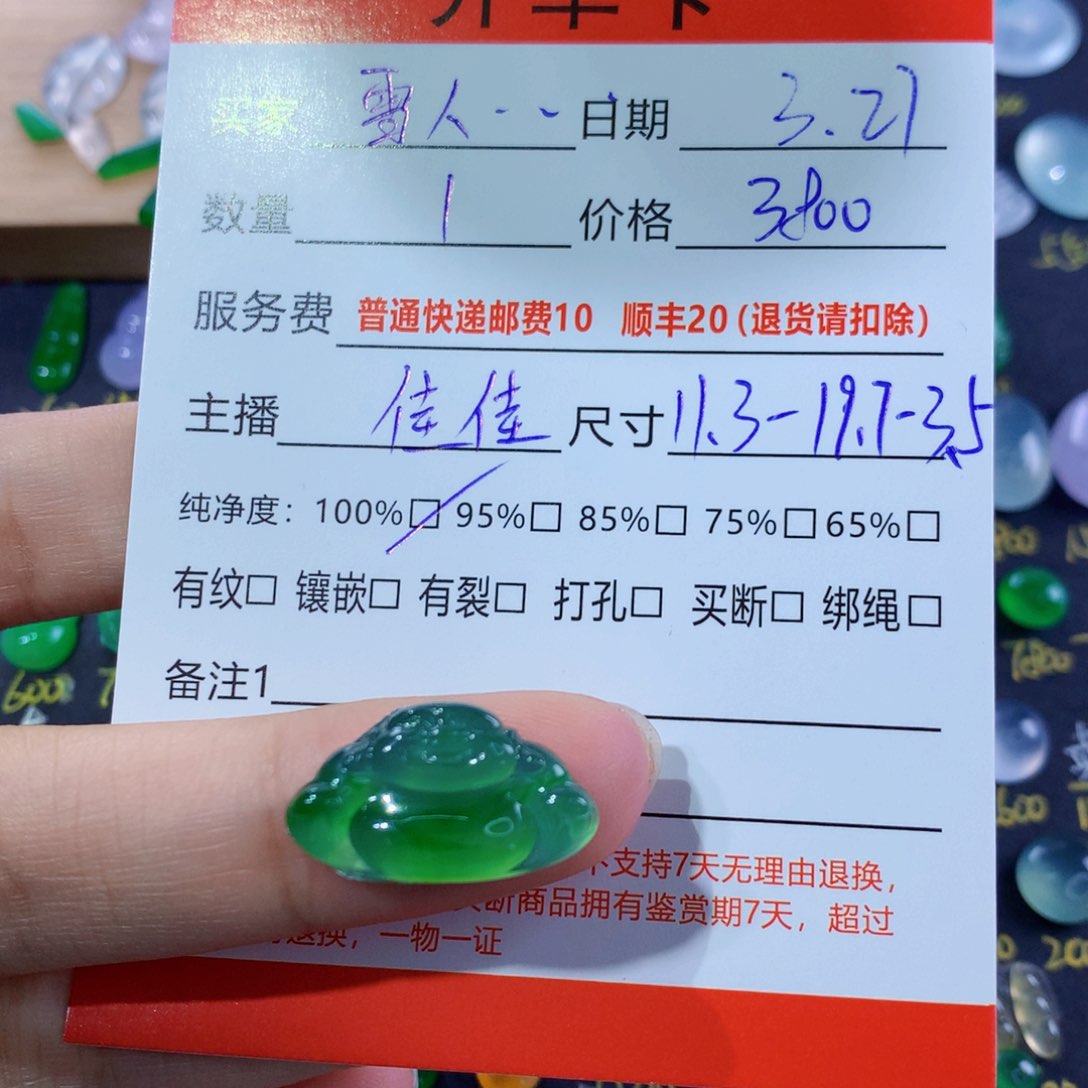 开单卡
买家 雷人... 日期 3.21
数量 1 价格 3800
服务费 普通快递邮费10 顺丰20(退货请扣除)
主播 佳佳 尺寸 11.3-19.7-3.5
纯净度：100%□ 95%□ 85%□ 75%□ 65%□
有纹□ 镶嵌□ 有裂□ 打孔□ 买断□ 绑绳□
备注1
支持7天无理由退换，
断商品拥有鉴赏期7天，超过
退换，一物一证
600
7800
600